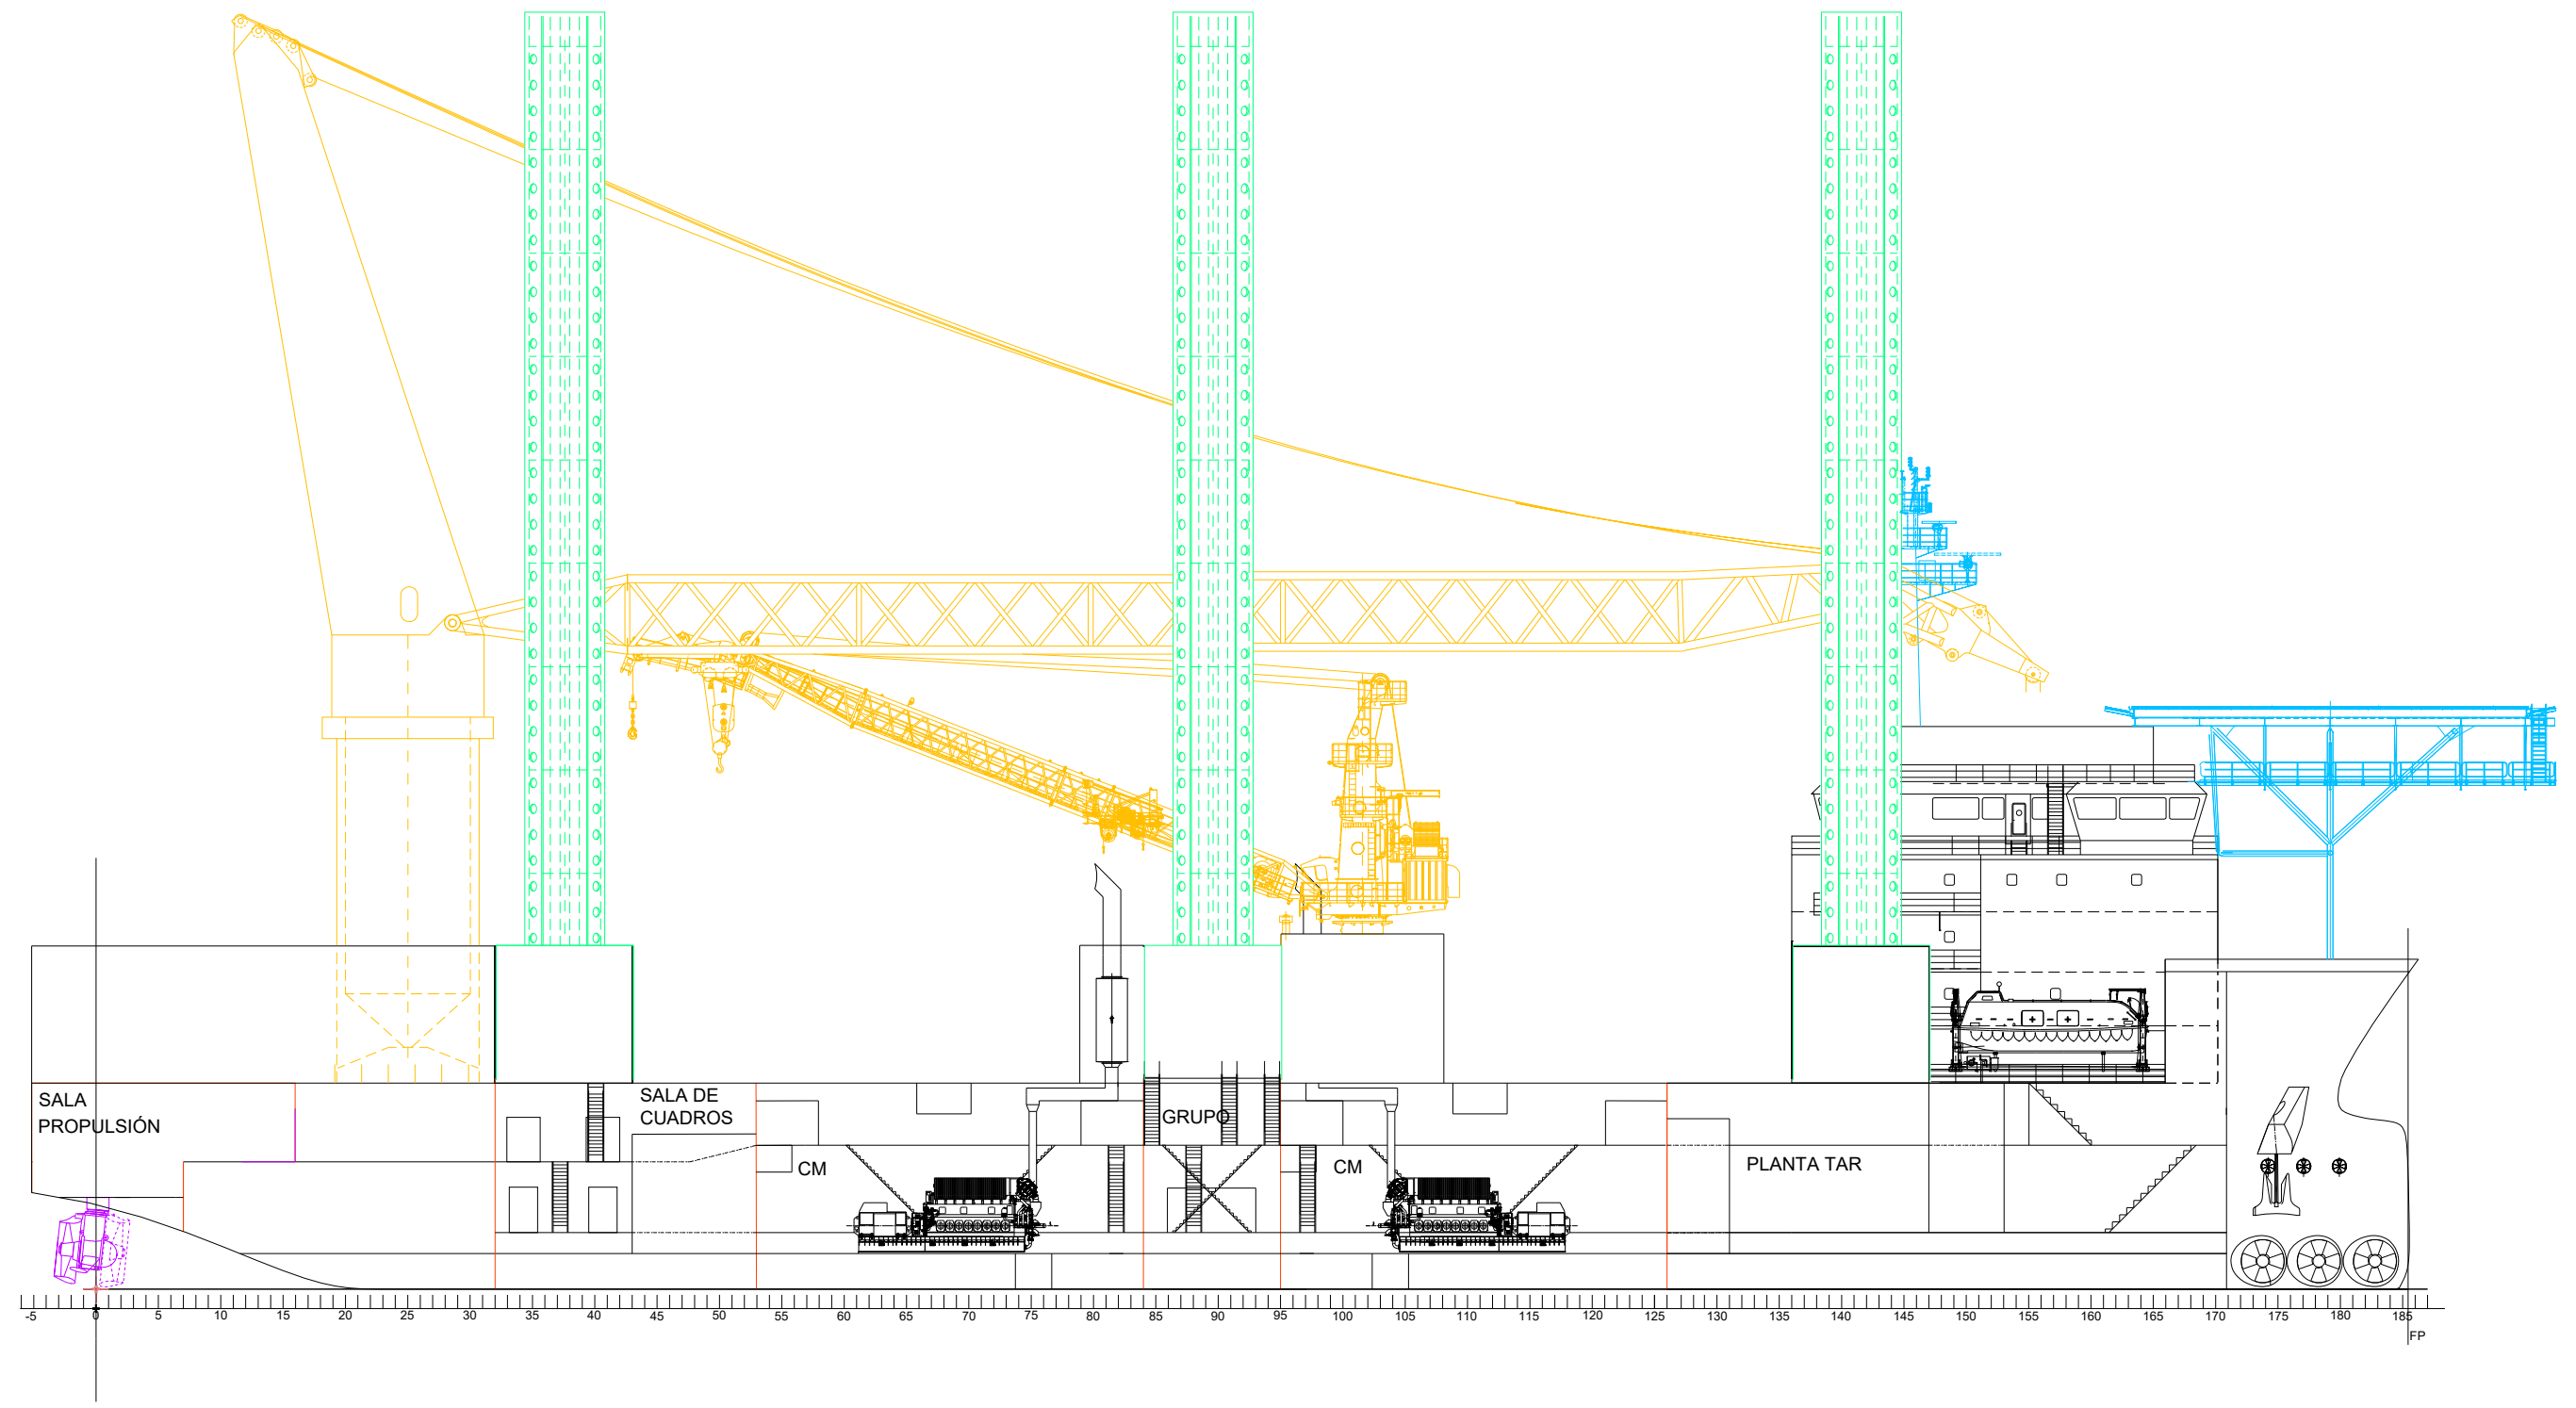 SALA
PROPULSIÓN
SALA DE
CUADROS
CM
GRUPO
CM
PLANTA TAR
-5 0 5 10 15 20 25 30 35 40 45 50 55 60 65 70 75 80 85 90 95 100 105 110 115 120 125 130 135 140 145 150 155 160 165 170 175 180 185
FP